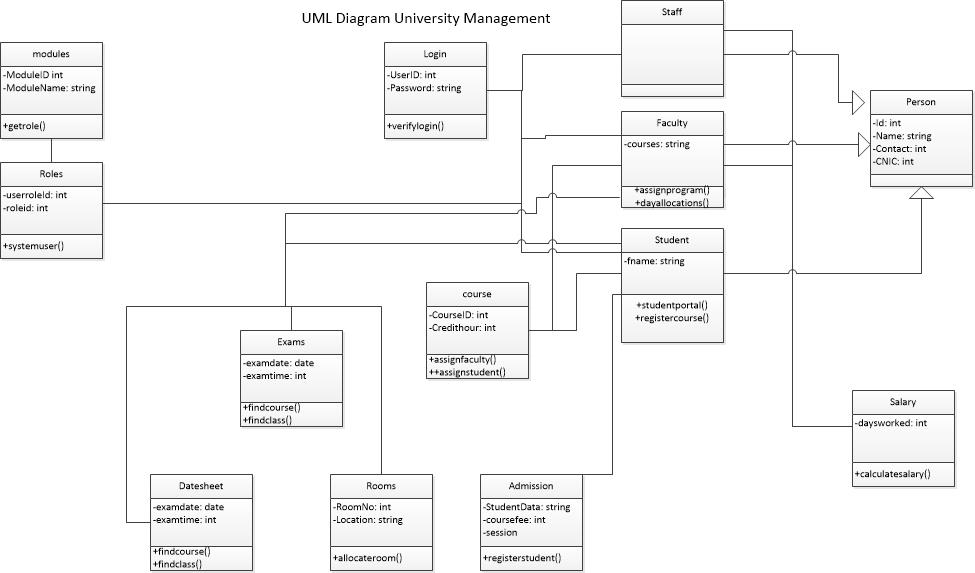 UML Diagram University Management
Staff
modules
-ModuleID int
-ModuleName: string
+getrole()
Login
-UserID: int
-Password: string
+verifylogin()
Person
-Id: int
-Name: string
-Contact: int
-CNIC: int
Faculty
-courses: string
+assignprogram()
+dayallocations()
Roles
-userroleId: int
-roleid: int
+systemuser()
Student
-fname: string
+studentportal()
+registercourse()
course
-CourseID: int
-Credithour: int
+assignfaculty()
++assignstudent()
Exams
-examdate: date
-examtime: int
+findcourse()
+findclass()
Salary
-daysworked: int
+calculatesalary()
Datesheet
-examdate: date
-examtime: int
+findcourse()
+findclass()
Rooms
-RoomNo: int
-Location: string
+allocateroom()
Admission
-StudentData: string
-coursefee: int
-session
+registerstudent()